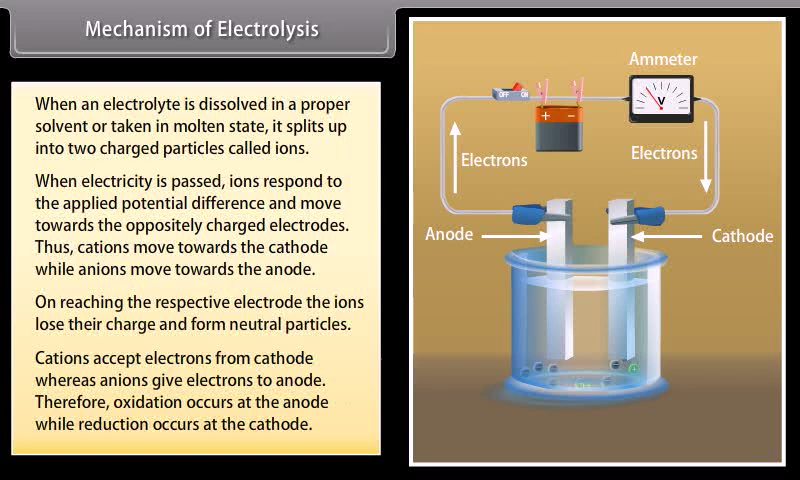 Mechanism of Electrolysis
When an electrolyte is dissolved in a proper
solvent or taken in molten state, it splits up
into two charged particles called ions.
When electricity is passed, ions respond to
the applied potential difference and move
towards the oppositely charged electrodes.
Thus, cations move towards the cathode
while anions move towards the anode.
On reaching the respective electrode the ions
lose their charge and form neutral particles.
Cations accept electrons from cathode
whereas anions give electrons to anode.
Therefore, oxidation occurs at the anode
while reduction occurs at the cathode.
Ammeter
OFF ON
+ −
V
Electrons
Electrons
Anode
Cathode